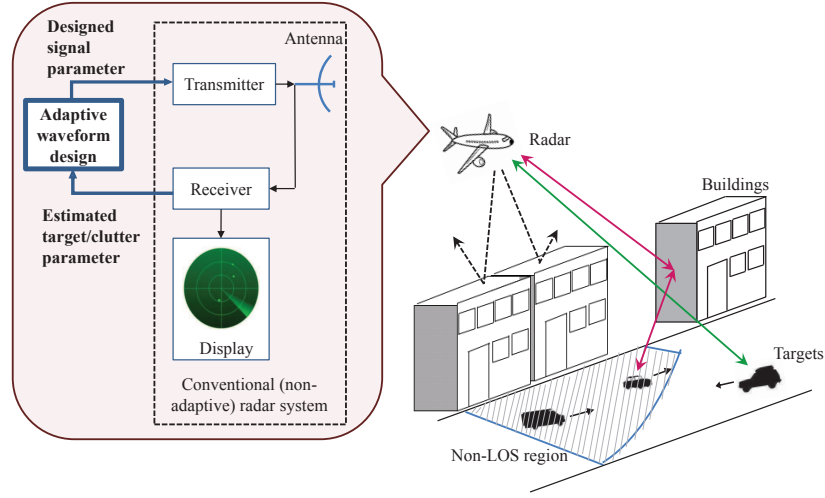 Designed
signal
parameter
Antenna
Transmitter
Adaptive
waveform
design
Receiver
Estimated
target/clutter
parameter
Display
Conventional (non-
adaptive) radar system
Radar
Buildings
Targets
Non-LOS region